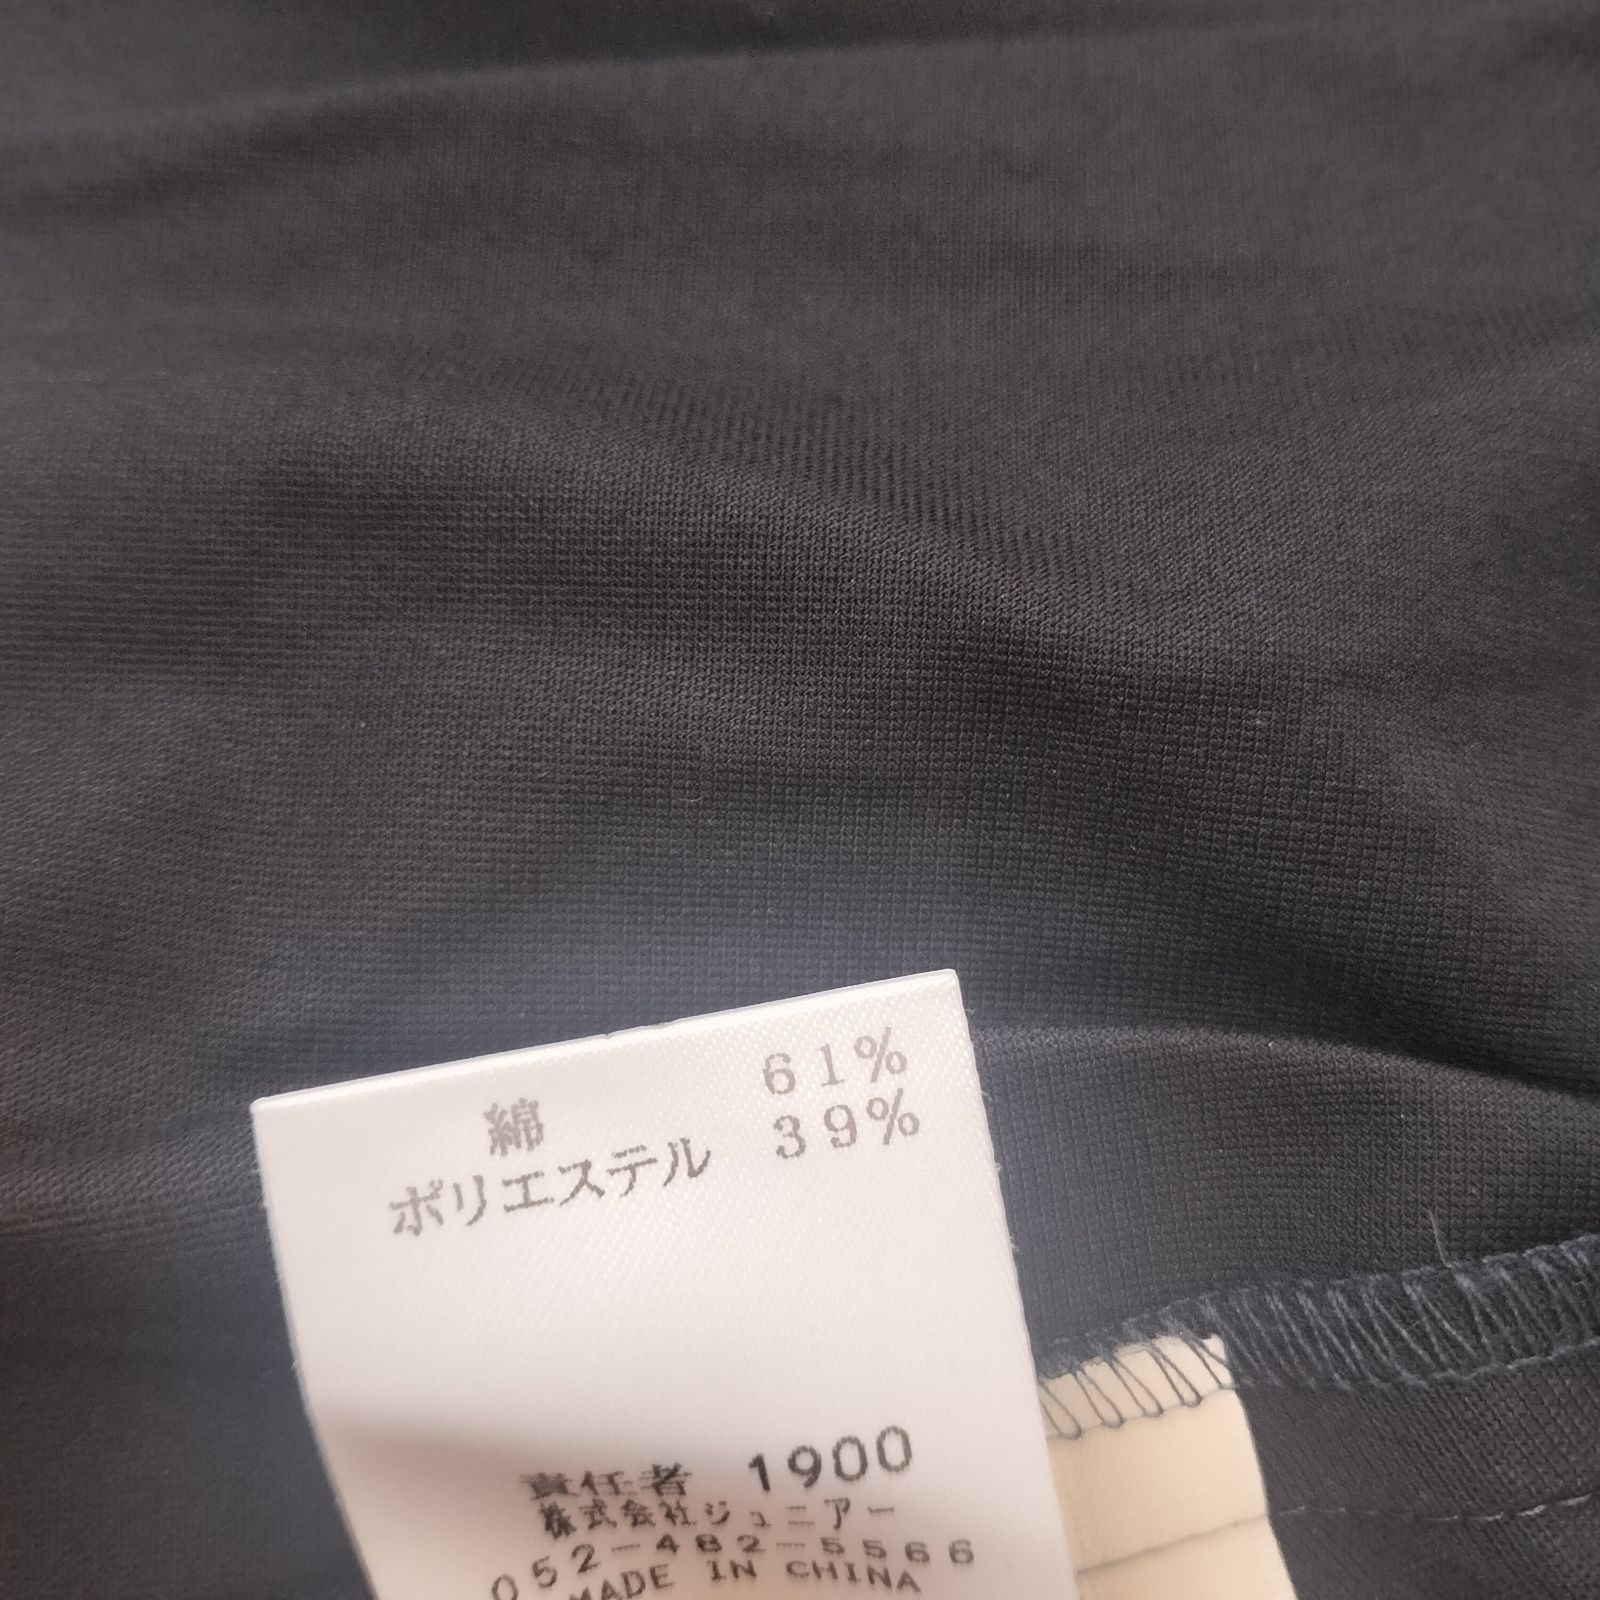 綿 61%
ポリエステル 39%
責任者 1900
株式会社ジュニアー
052-482-5566
MADE IN CHINA